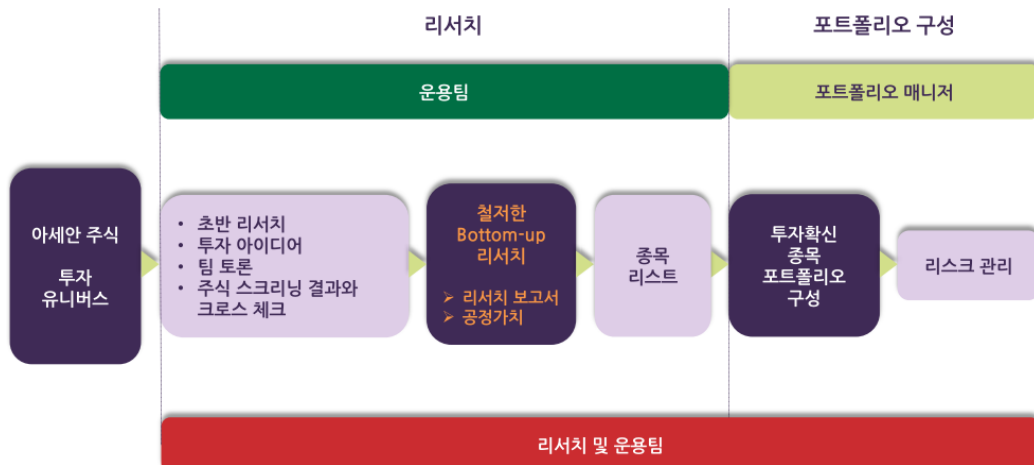 리서치
포트폴리오 구성
운용팀
포트폴리오 매니저
아세안 주식
투자
유니버스
• 초반 리서치
• 투자 아이디어
• 팀 토론
• 주식 스크리닝 결과와
크로스 체크
철저한
Bottom-up
리서치
➢ 리서치 보고서
➢ 공정가치
종목
리스트
투자확신
종목
포트폴리오
구성
리스크 관리
리서치 및 운용팀